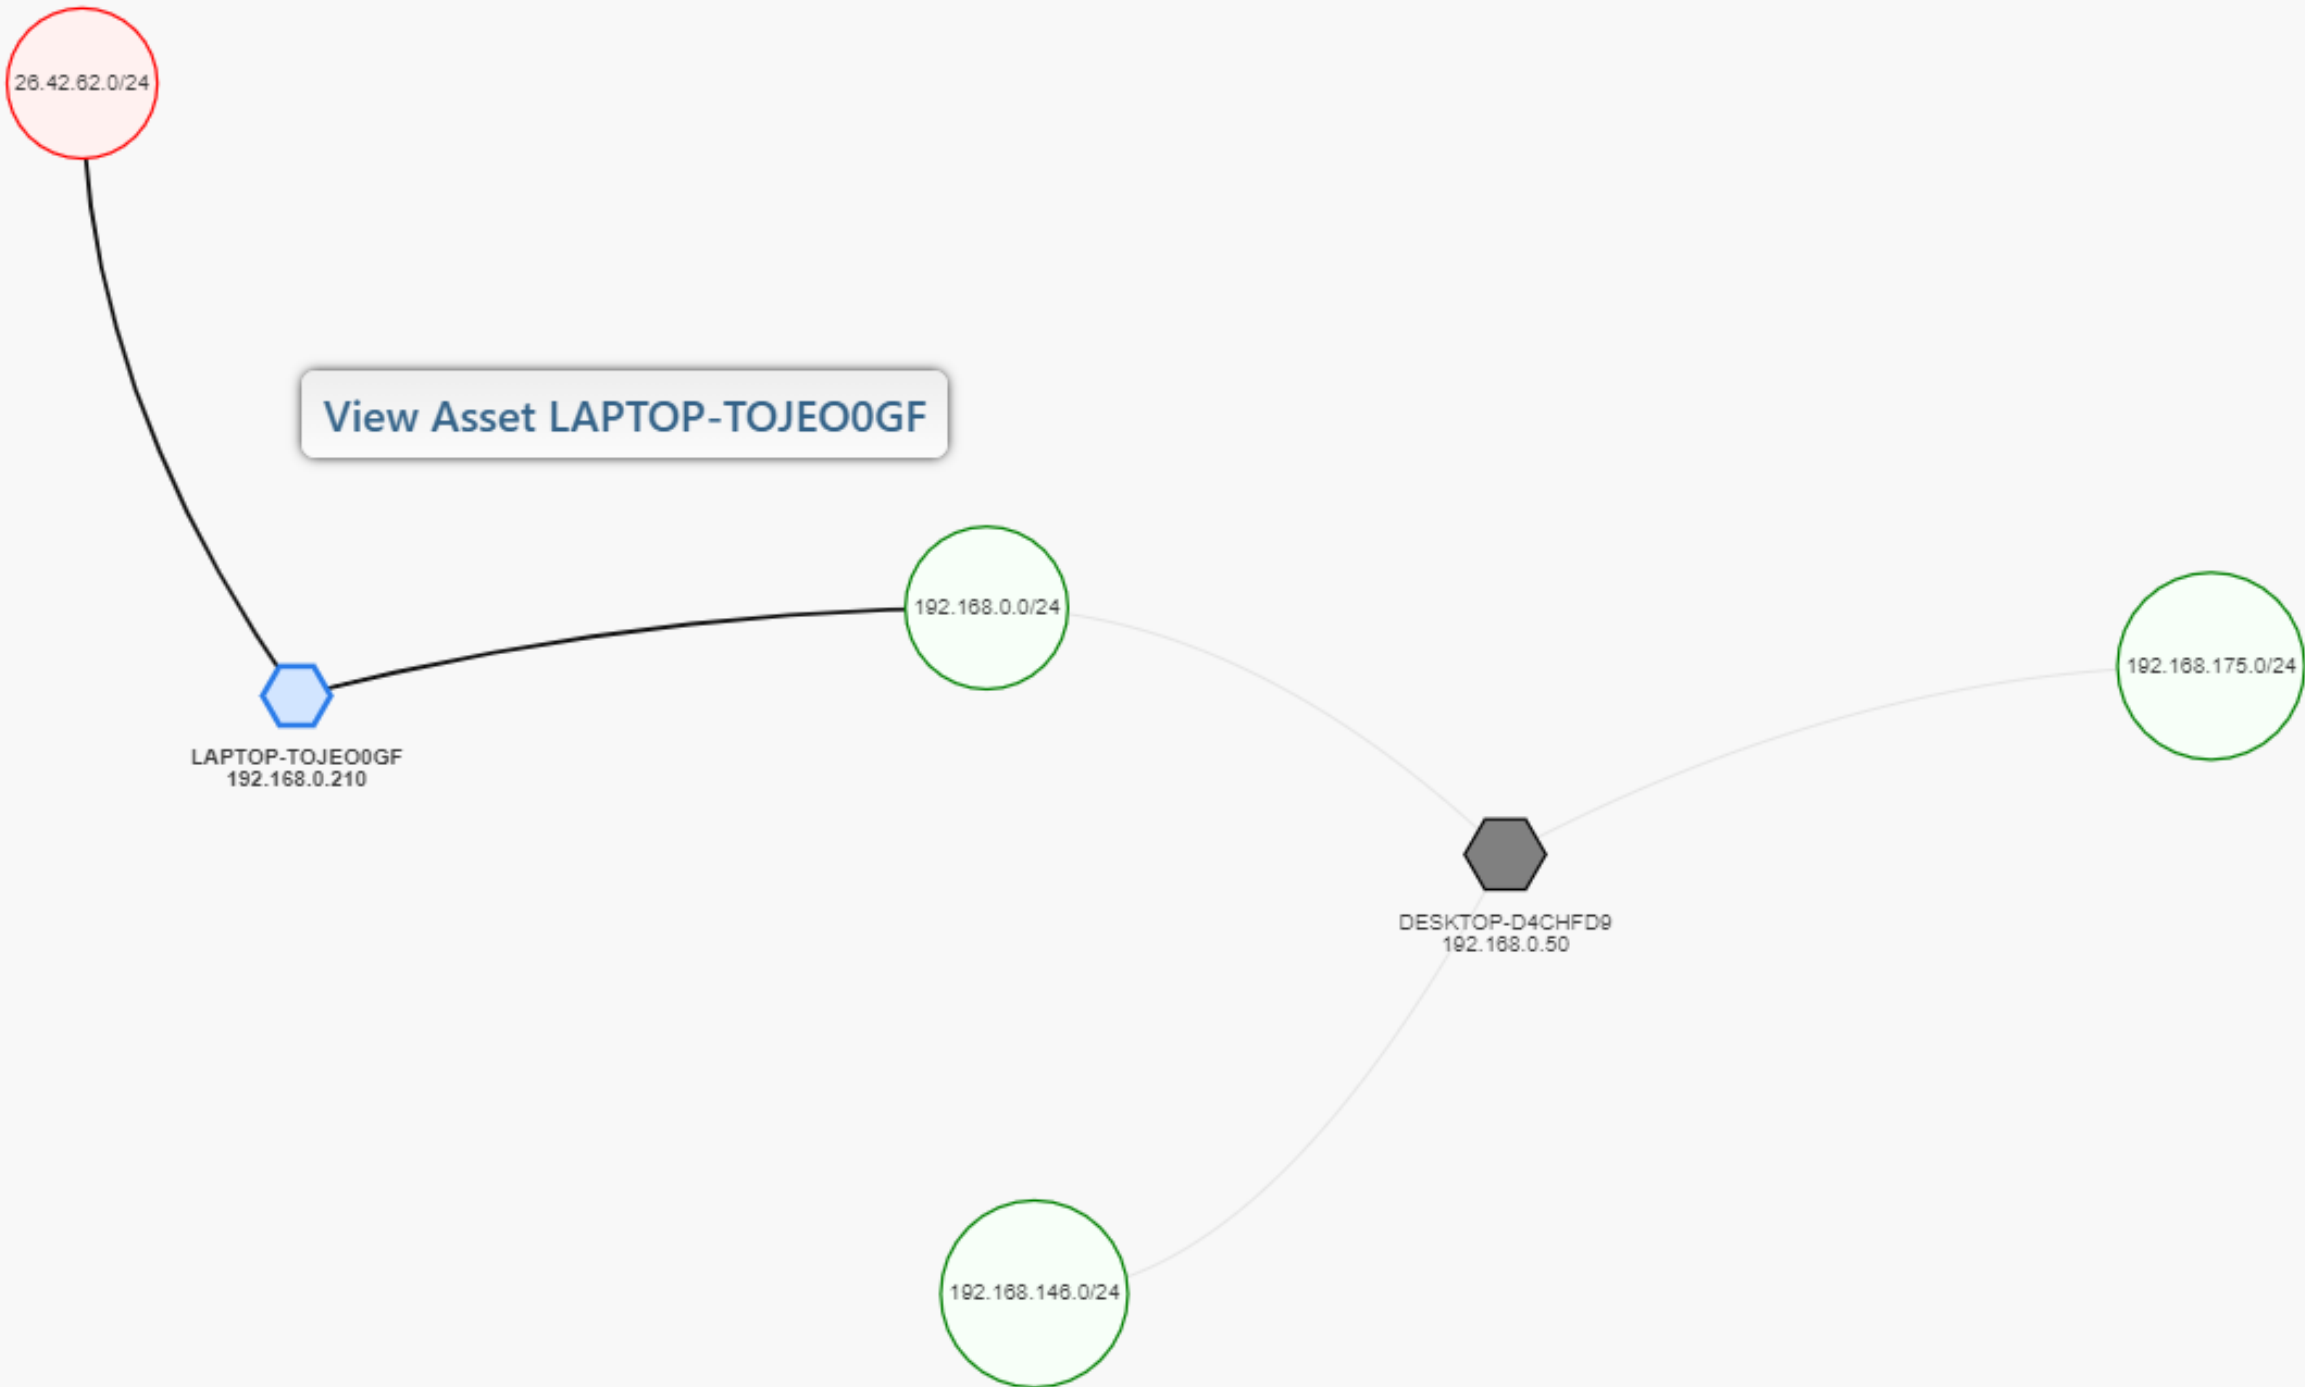 26.42.62.0/24
View Asset LAPTOP-TOJEO0GF
192.168.0.0/24
192.168.175.0/24
LAPTOP-TOJEO0GF
192.168.0.210
DESKTOP-D4CHFD9
192.168.0.50
192.168.146.0/24